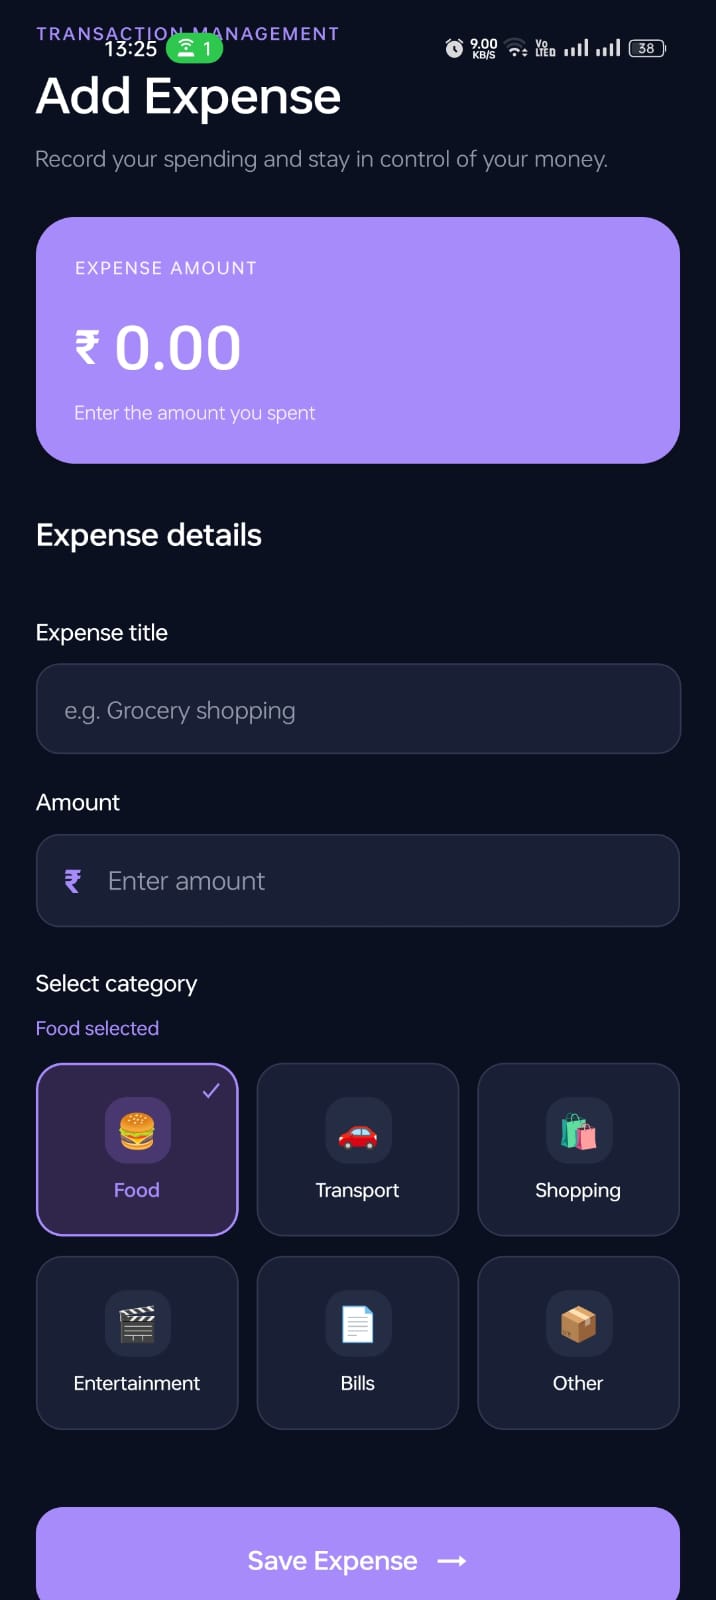 TRANSACTION MANAGEMENT
13:25 1 9.00 KB/S Vo LTED 38
Add Expense
Record your spending and stay in control of your money.
EXPENSE AMOUNT
₹ 0.00
Enter the amount you spent
Expense details
Expense title
e.g. Grocery shopping
Amount
₹ Enter amount
Select category
Food selected
Food Transport Shopping
Entertainment Bills Other
Save Expense →